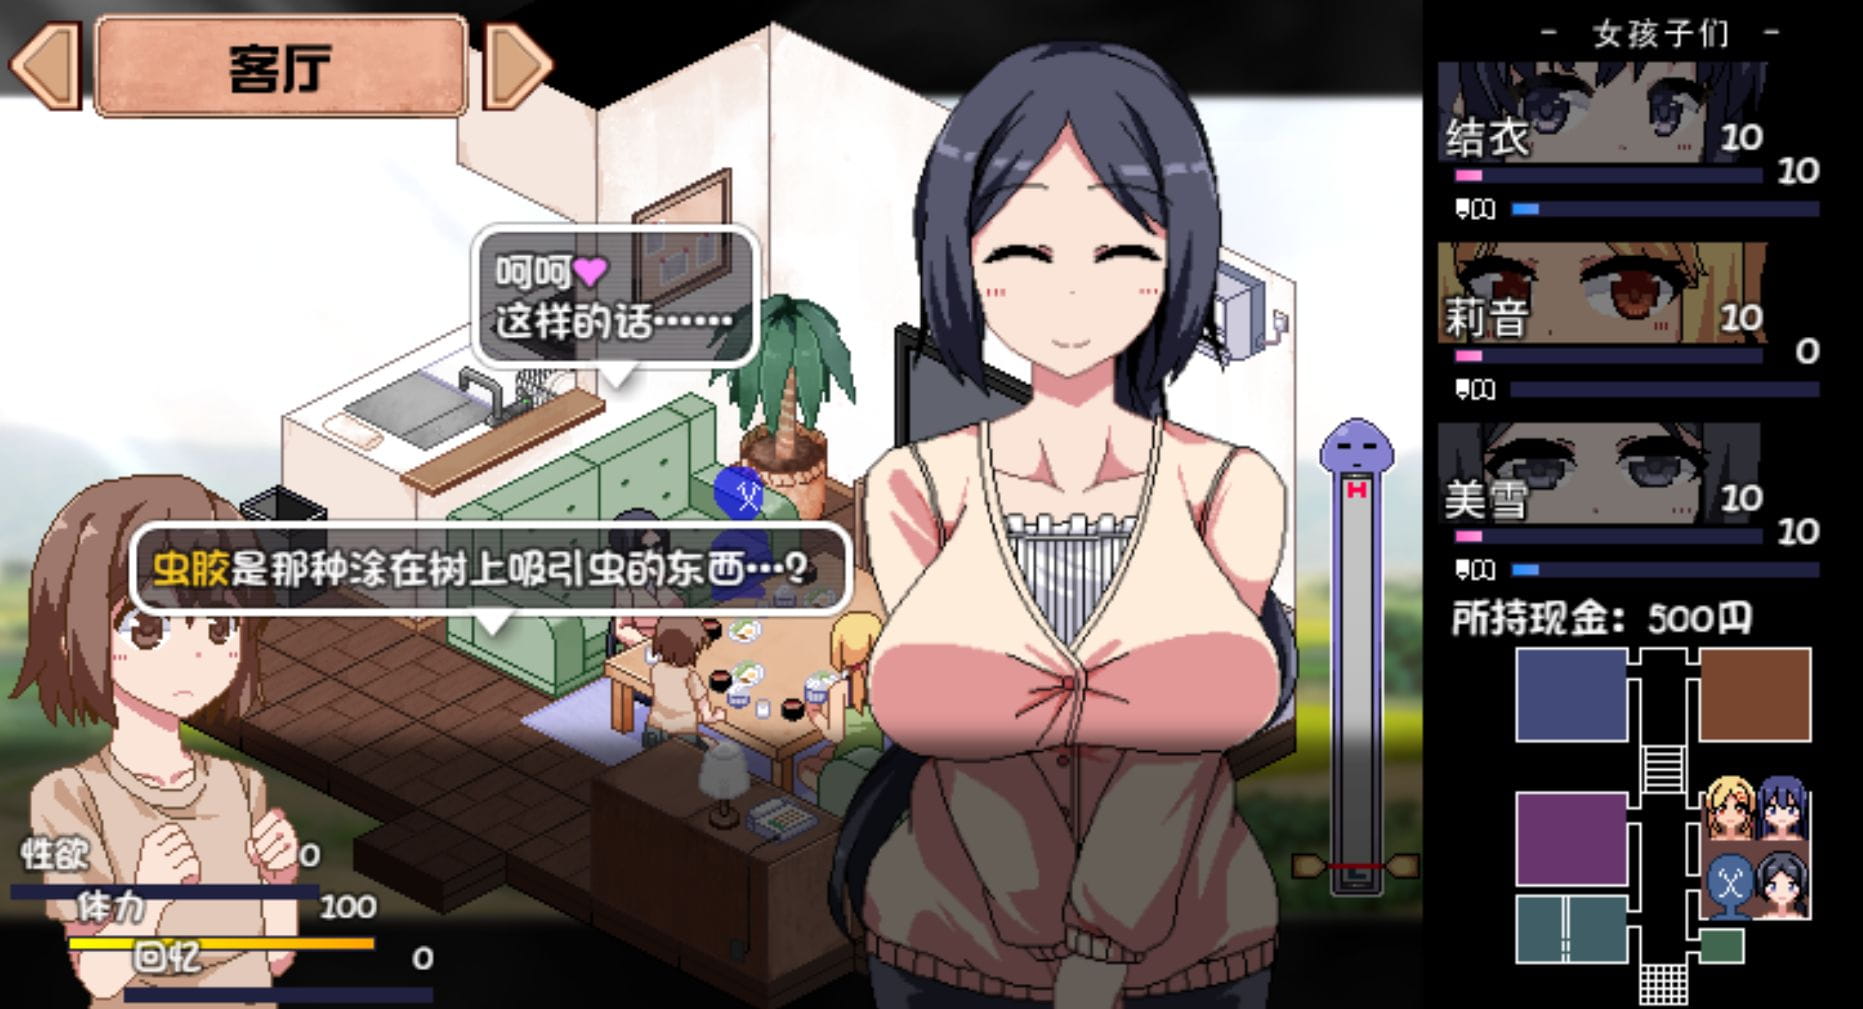 客厅
呵呵
这样的话……
虫胶是那种涂在树上吸引虫的东西…?
性欲 0
体力 100
回忆 0
H
L
- 女孩子们 -
结衣 10
10
莉音 10
0
美雪 10
10
所持现金：500円